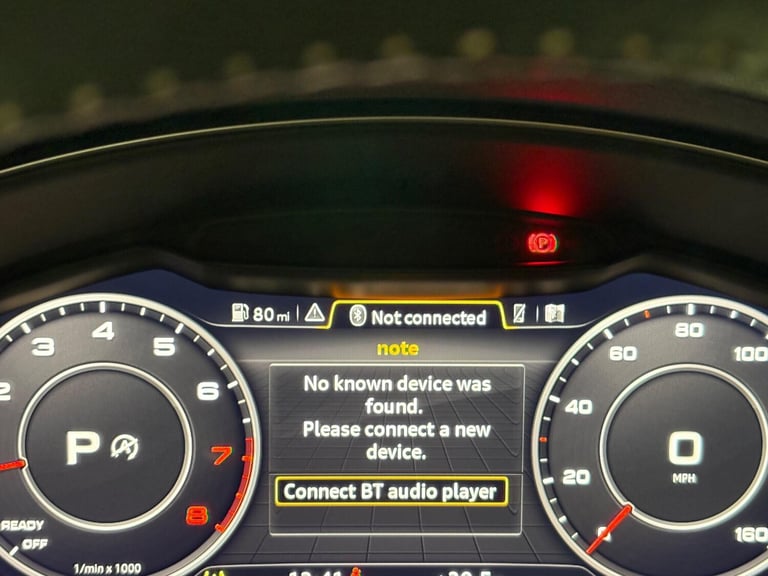 P
80 mi
Not connected
note
No known device was
found.
Please connect a new
device.
Connect BT audio player
2
3
4
5
6
7
8
P
READY
OFF
1/min x 1000
20
40
60
80
100
160
0
MPH